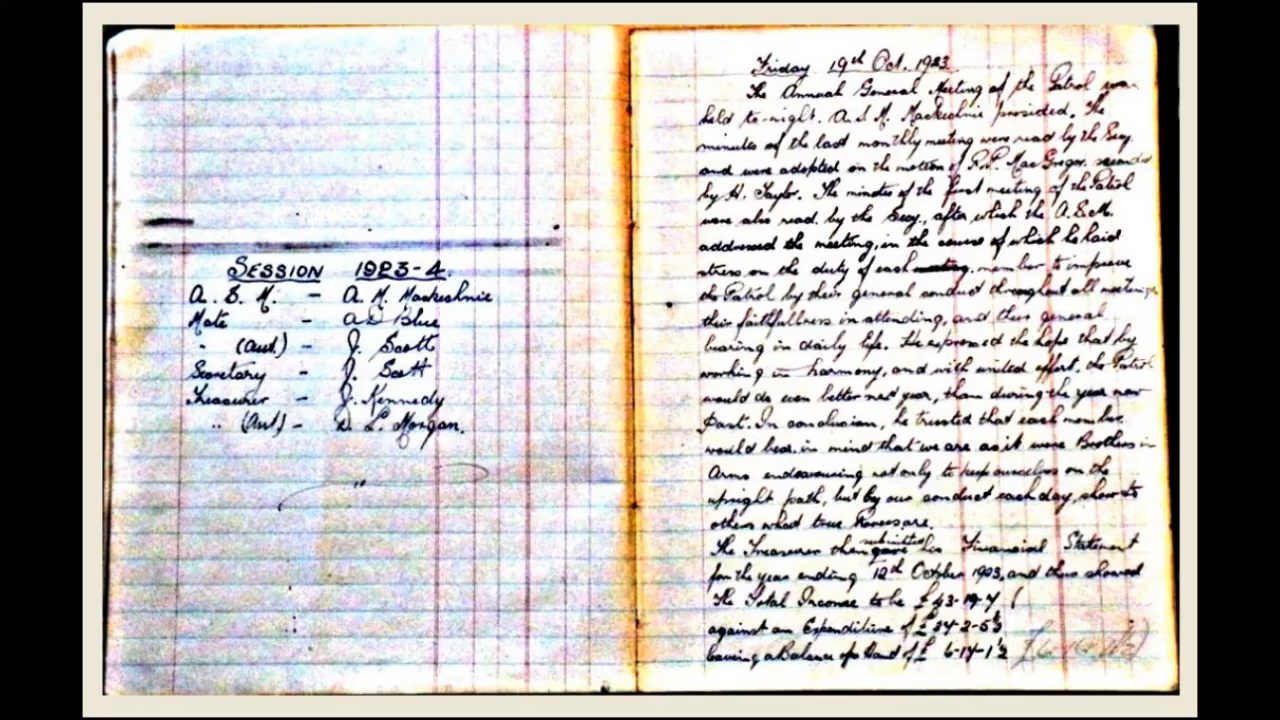 SESSION 1923-4.
A. S. M. - A. M. Mackechnie
Mate - A D Blue
" (Asst.) - J. Scott
Secretary - J. Scott
Treasurer - J. Kennedy
" (Asst) - D. L. Morgan.
Friday 19th Oct. 1923.
The Annual General Meeting of the Patrol was
held to-night. A.S.M. Mackechnie presided. The
minutes of the last monthly meeting were read by the Secy.
and were adopted on the motion of R.P. MacGregor, seconded
by H. Taylor. The minutes of the first meeting of the Patrol
were also read by the Secy., after which the A.S.M.
addressed the meeting, in the course of which he laid
stress on the duty of each meeting member to improve
the Patrol by their general conduct throughout all meetings
their faithfullness in attending, and their general
bearing in daily life. He expressed the hope that by
working in harmony, and with united effort, the Patrol
would do even better next year, than during the year now
past. In conclusion, he trusted that each member
would bear in mind that we are as it were Brothers in
Arms endeavouring not only to keep ourselves on the
upright path, but by our conduct each day, show to
others what true Rovers are.
The Treasurer then gave submitted his Financial Statement
for the year ending 12th October 1923, and this showed
The Total Income to be
against an Expenditure of £
leaving a Balance of £ 6-17-1½